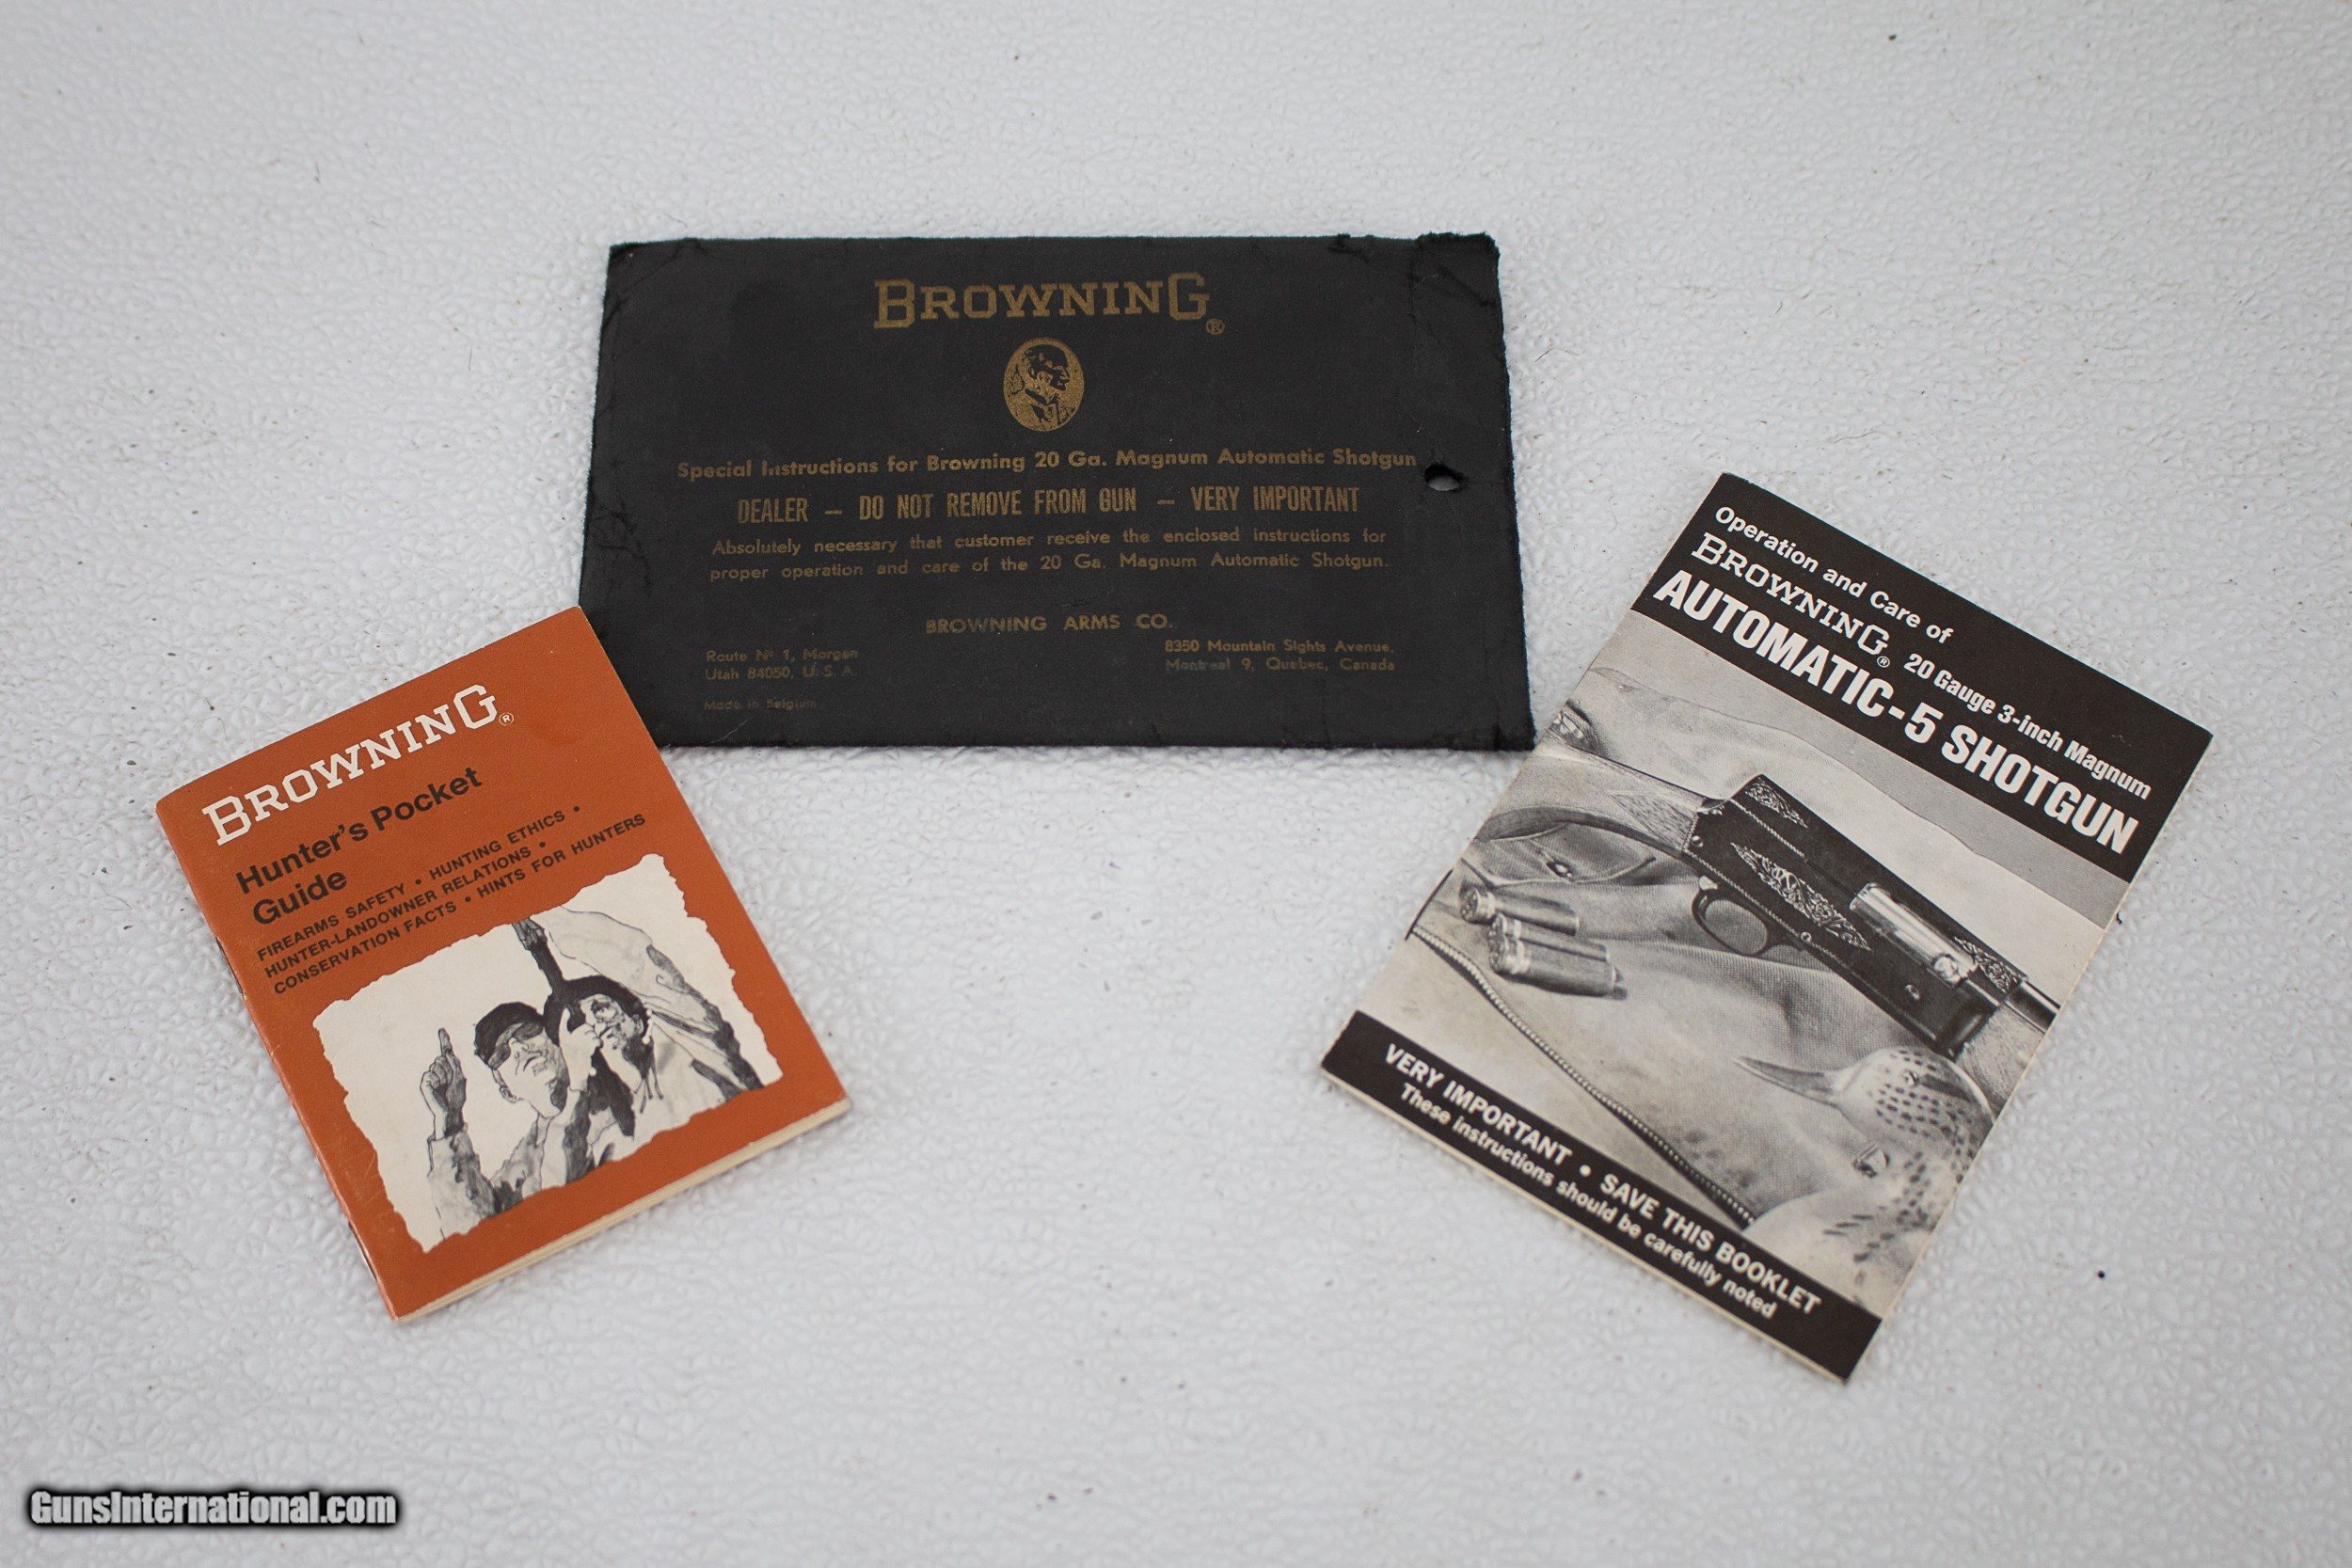 BROWNING®
Special Instructions for Browning 20 Ga. Magnum Automatic Shotgun
DEALER — DO NOT REMOVE FROM GUN — VERY IMPORTANT
Absolutely necessary that customer receive the enclosed instructions for
proper operation and care of the 20 Ga. Magnum Automatic Shotgun.
BROWNING ARMS CO.
Route Nº 1, Morgan
Utah 84050, U. S. A.
Made in Belgium
8350 Mountain Sights Avenue,
Montreal 9, Quebec, Canada
BROWNING®
Hunter's Pocket
Guide
FIREARMS SAFETY • HUNTING ETHICS •
HUNTER-LANDOWNER RELATIONS •
CONSERVATION FACTS • HINTS FOR HUNTERS
Operation and Care of
BROWNING® 20 Gauge 3-inch Magnum
AUTOMATIC-5 SHOTGUN
VERY IMPORTANT • SAVE THIS BOOKLET
These instructions should be carefully noted
GunsInternational.com